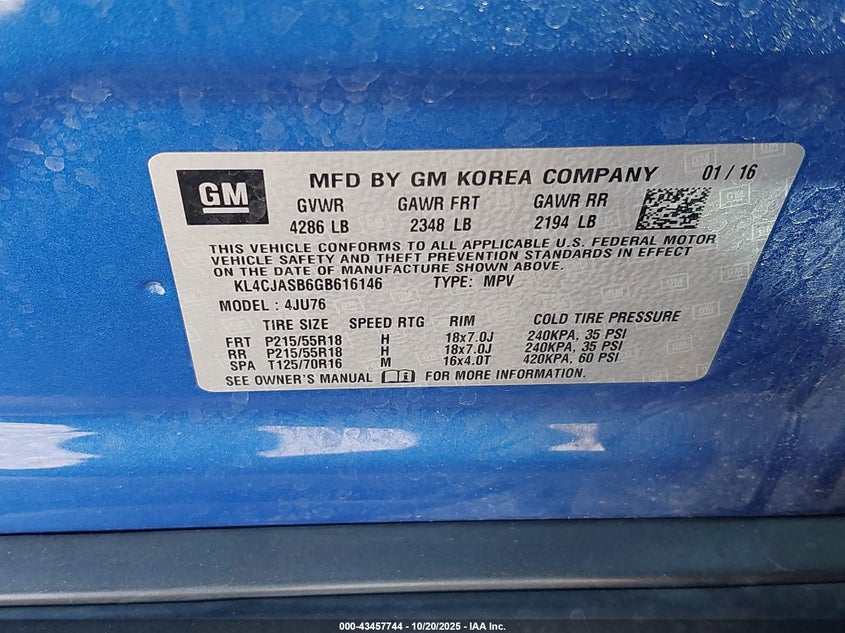 GM
MFD BY GM KOREA COMPANY 01 / 16
GVWR GAWR FRT GAWR RR
4286 LB 2348 LB 2194 LB
THIS VEHICLE CONFORMS TO ALL APPLICABLE U.S. FEDERAL MOTOR
VEHICLE SAFETY AND THEFT PREVENTION STANDARDS IN EFFECT
ON THE DATE OF MANUFACTURE SHOWN ABOVE.
KL4CJASB6GB616146 TYPE: MPV
MODEL : 4JU76
TIRE SIZE SPEED RTG RIM COLD TIRE PRESSURE
FRT P215/55R18 H 18x7.0J 240KPA, 35 PSI
RR P215/55R18 H 18x7.0J 240KPA, 35 PSI
SPA T125/70R16 M 16x4.0T 420KPA, 60 PSI
SEE OWNER'S MANUAL FOR MORE INFORMATION.
000-43457744 | 10/20/2025 | IAA Inc.